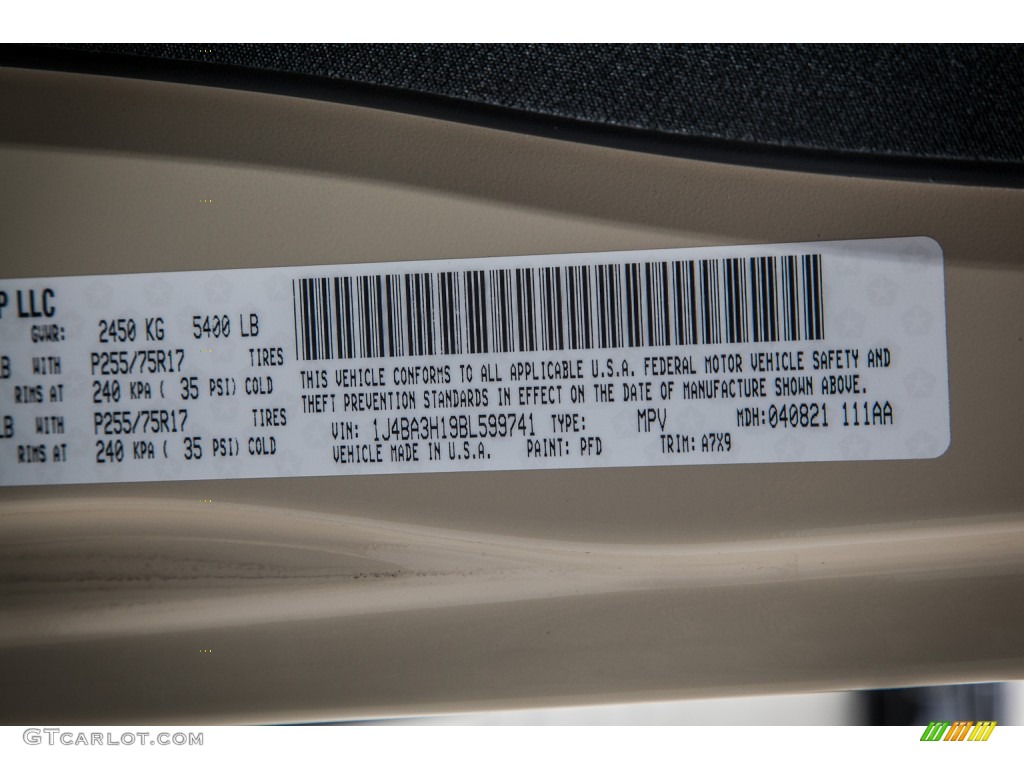 P LLC
GVWR: 2450 KG 5400 LB
LB WITH P255/75R17 TIRES
RIMS AT 240 KPA ( 35 PSI) COLD
LB WITH P255/75R17 TIRES
RIMS AT 240 KPA ( 35 PSI) COLD
THIS VEHICLE CONFORMS TO ALL APPLICABLE U.S.A. FEDERAL MOTOR VEHICLE SAFETY AND
THEFT PREVENTION STANDARDS IN EFFECT ON THE DATE OF MANUFACTURE SHOWN ABOVE.
VIN: 1J4BA3H19BL599741 TYPE: MPV MDH:040821 111AA
VEHICLE MADE IN U.S.A. PAINT: PFD TRIM: A7X9
GTCARLOT.COM